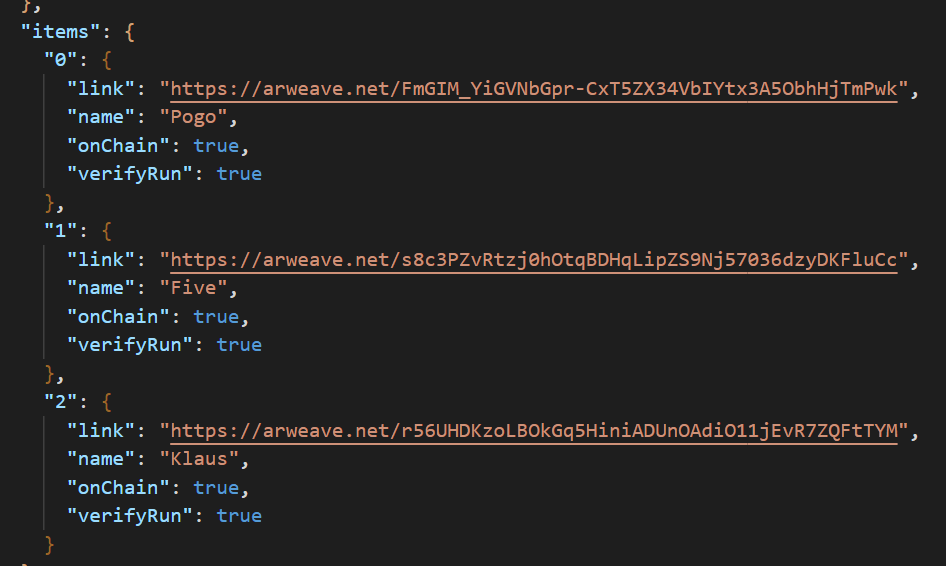 },
"items": {
"0": {
"link": "https://arweave.net/FmGIM_YiGVNbGpr-CxT5ZX34VbIYtx3A5ObhHjTmPwk",
"name": "Pogo",
"onChain": true,
"verifyRun": true
},
"1": {
"link": "https://arweave.net/s8c3PZvRtzj0hOtqBDHqLipZS9Nj57036dzyDKFluCc",
"name": "Five",
"onChain": true,
"verifyRun": true
},
"2": {
"link": "https://arweave.net/r56UHDKzoLBOkGq5HiniADUnOAdiO11jEvR7ZQFtTYM",
"name": "Klaus",
"onChain": true,
"verifyRun": true
}